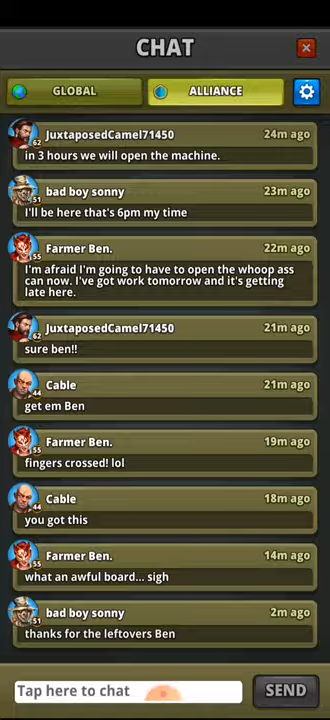 CHAT
GLOBAL
ALLIANCE
JuxtaposedCamel71450
24m ago
62
in 3 hours we will open the machine.
bad boy sonny
23m ago
51
I'll be here that's 6pm my time
Farmer Ben.
22m ago
55
I'm afraid I'm going to have to open the whoop ass
can now. I've got work tomorrow and it's getting
late here.
JuxtaposedCamel71450
21m ago
62
sure ben!!
Cable
21m ago
44
get em Ben
Farmer Ben.
19m ago
55
fingers crossed! lol
Cable
18m ago
44
you got this
Farmer Ben.
14m ago
55
what an awful board... sigh
bad boy sonny
2m ago
51
thanks for the leftovers Ben
Tap here to chat
SEND